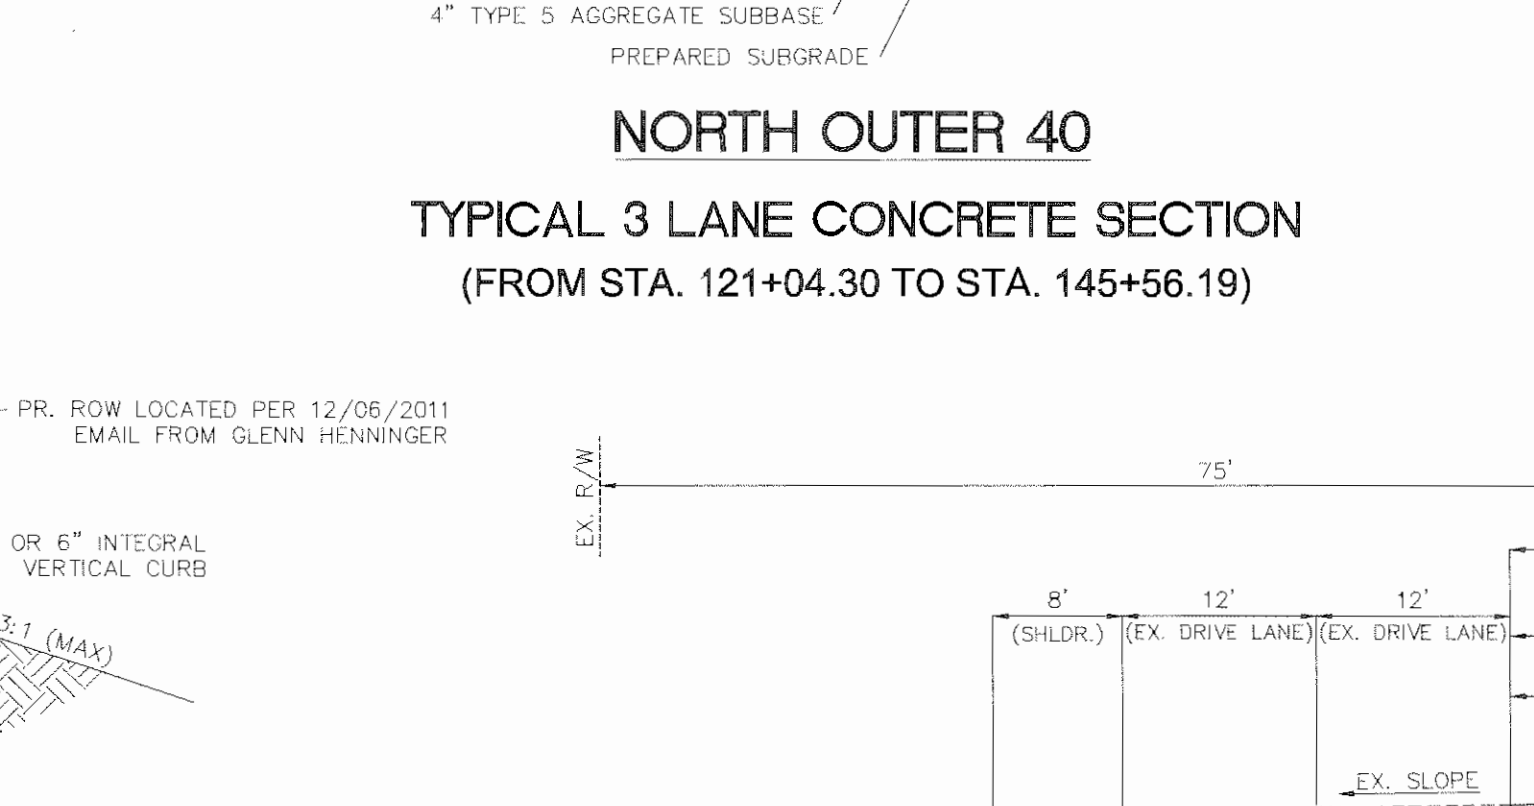 4" TYPE 5 AGGREGATE SUBBASE
PREPARED SUBGRADE
NORTH OUTER 40
TYPICAL 3 LANE CONCRETE SECTION
(FROM STA. 121+04.30 TO STA. 145+56.19)
PR. ROW LOCATED PER 12/06/2011
EMAIL FROM GLENN HENNINGER
EX. R/W
75'
OR 6" INTEGRAL
VERTICAL CURB
3:1 (MAX)
8'
12'
12'
(SHLDR.)
(EX. DRIVE LANE)
(EX. DRIVE LANE)
EX. SLOPE